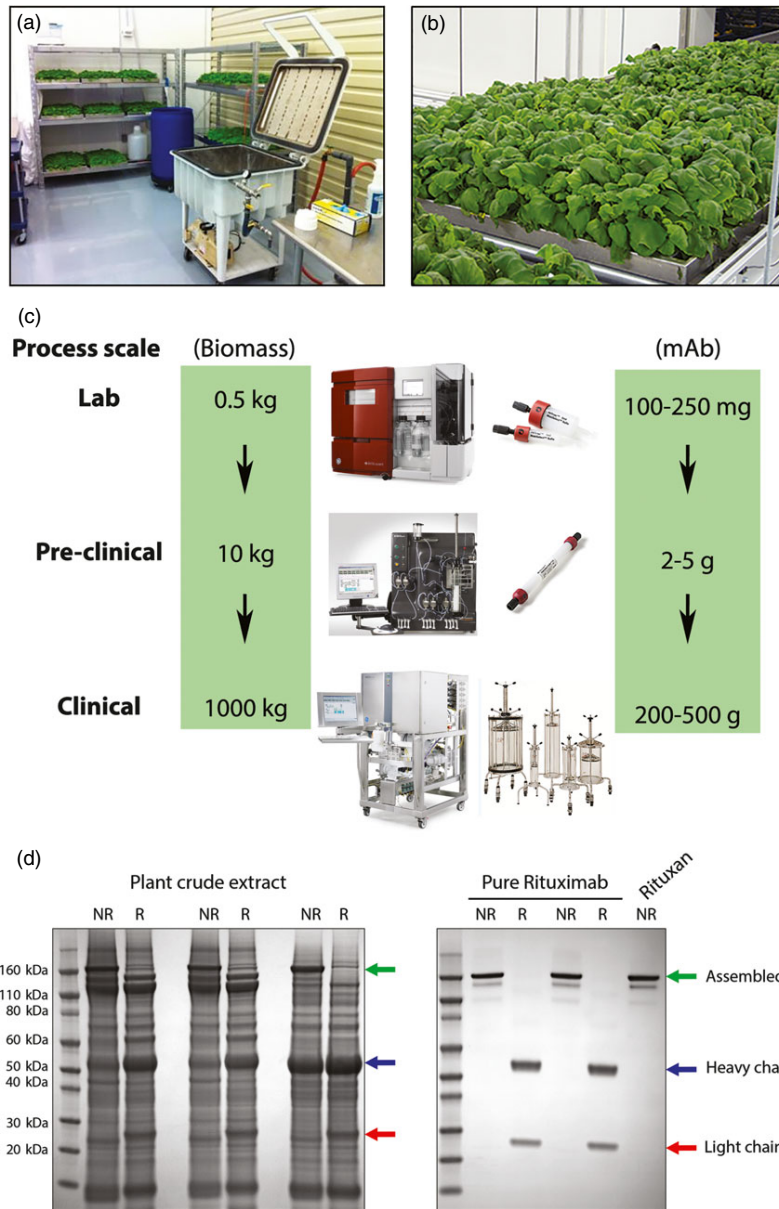 (a)
(b)
(c)
Process scale (Biomass) (mAb)
Lab 0.5 kg 100-250 mg
Pre-clinical 10 kg 2-5 g
Clinical 1000 kg 200-500 g
(d)
Plant crude extract
NR R NR R NR R
160 kDa
110 kDa
80 kDa
60 kDa
50 kDa
40 kDa
30 kDa
20 kDa
Pure Rituximab Rituxan
NR R NR R NR
Assembled
Heavy cha
Light chain